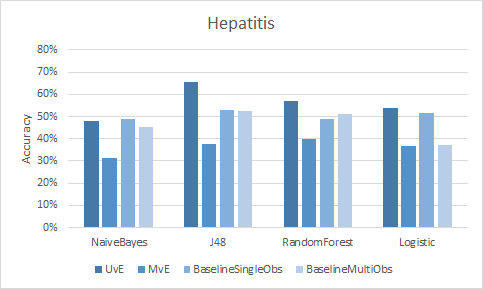 Hepatitis
80%
70%
60%
50%
40%
30%
20%
10%
0%
Accuracy
NaiveBayes J48 RandomForest Logistic
UvE MvE BaselineSingleObs BaselineMultiObs